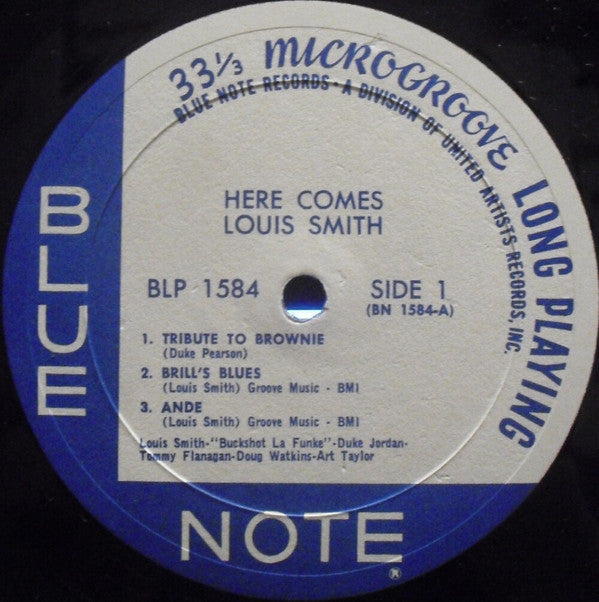 33⅓ MICROGROOVE LONG PLAYING
BLUE NOTE RECORDS · A DIVISION OF UNITED ARTISTS RECORDS, INC.
HERE COMES
LOUIS SMITH
BLP 1584
SIDE 1
(BN 1584-A)
1. TRIBUTE TO BROWNIE
(Duke Pearson)
2. BRILL'S BLUES
(Louis Smith) Groove Music - BMI
3. ANDE
(Louis Smith) Groove Music - BMI
Louis Smith-"Buckshot La Funke"-Duke Jordan-
Tommy Flanagan-Doug Watkins-Art Taylor
BLUE
NOTE
®